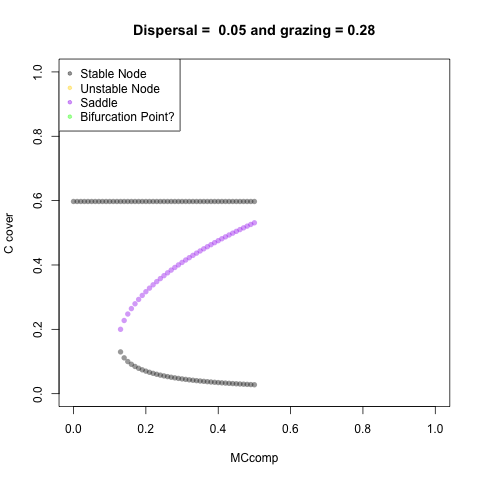 Dispersal =  0.05 and grazing = 0.28
Stable Node
Unstable Node
Saddle
Bifurcation Point?
C cover
1.0
0.8
0.6
0.4
0.2
0.0
0.0 0.2 0.4 0.6 0.8 1.0
MCcomp